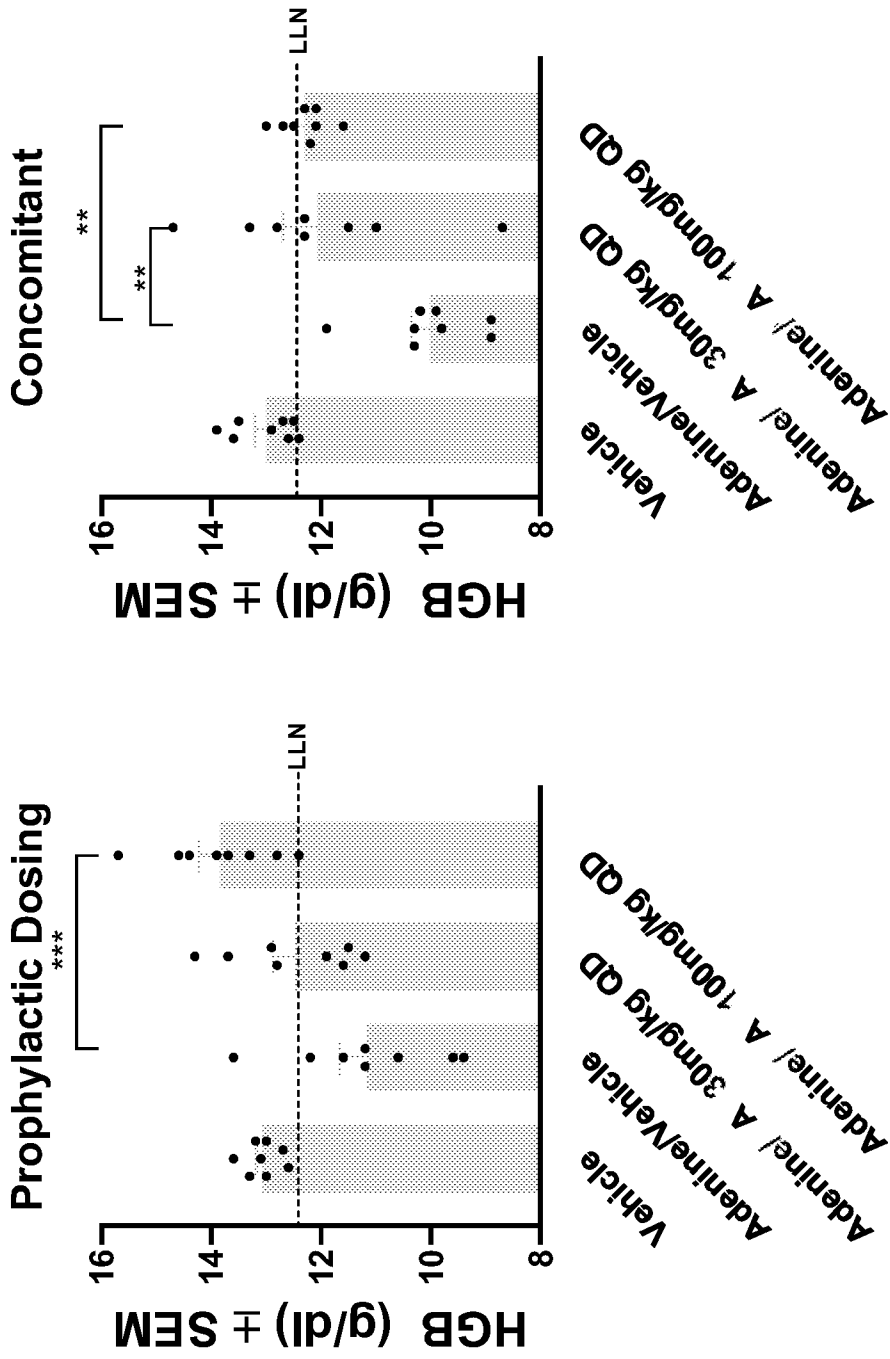 Prophylactic Dosing
***
16
14
12
10
8
HGB (g/dl) ± SEM
LLN
Vehicle
Adenine/Vehicle
Adenine/ A 30mg/kg QD
Adenine/ A 100mg/kg QD
Concomitant
**
**
16
14
12
10
8
HGB (g/dl) ± SEM
LLN
Vehicle
Adenine/Vehicle
Adenine/ A 30mg/kg QD
Adenine/ A 100mg/kg QD